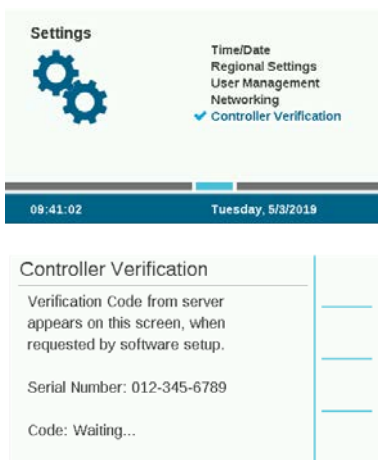 Settings
Time/Date
Regional Settings
User Management
Networking
Controller Verification
09:41:02
Tuesday, 5/3/2019
Controller Verification
Verification Code from server
appears on this screen, when
requested by software setup.
Serial Number: 012-345-6789
Code: Waiting...